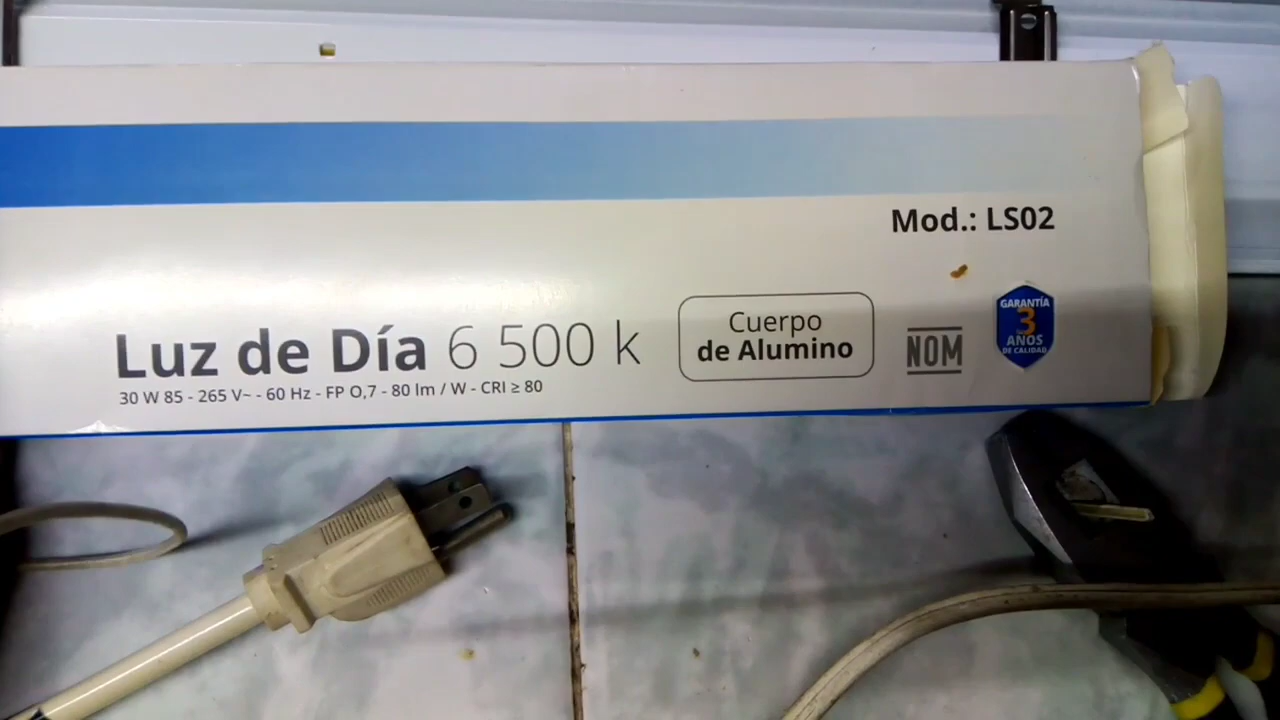 Mod.: LS02
Luz de Día 6 500 k
30 W 85 - 265 V~ - 60 Hz - FP O,7 - 80 lm / W - CRI ≥ 80
Cuerpo
de Alumino
NOM
GARANTÍA
3
AÑOS
DE CALIDAD